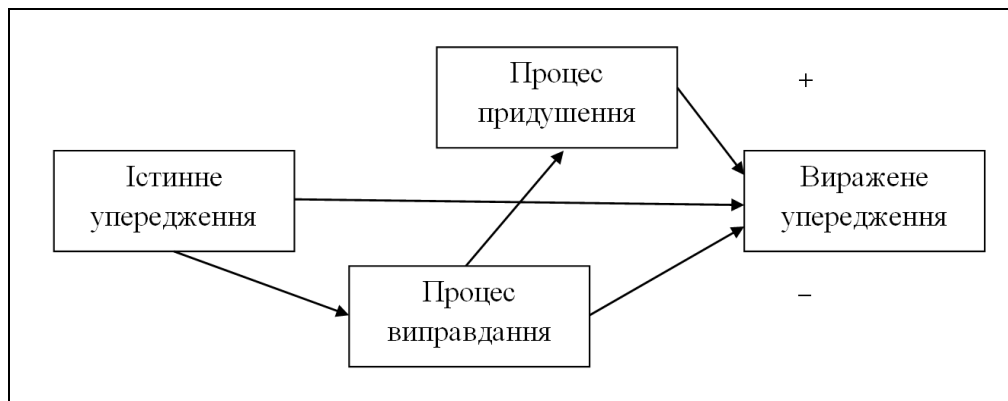 Процес
придушення
+
Істинне
упередження
Виражене
упередження
Процес
виправдання
–